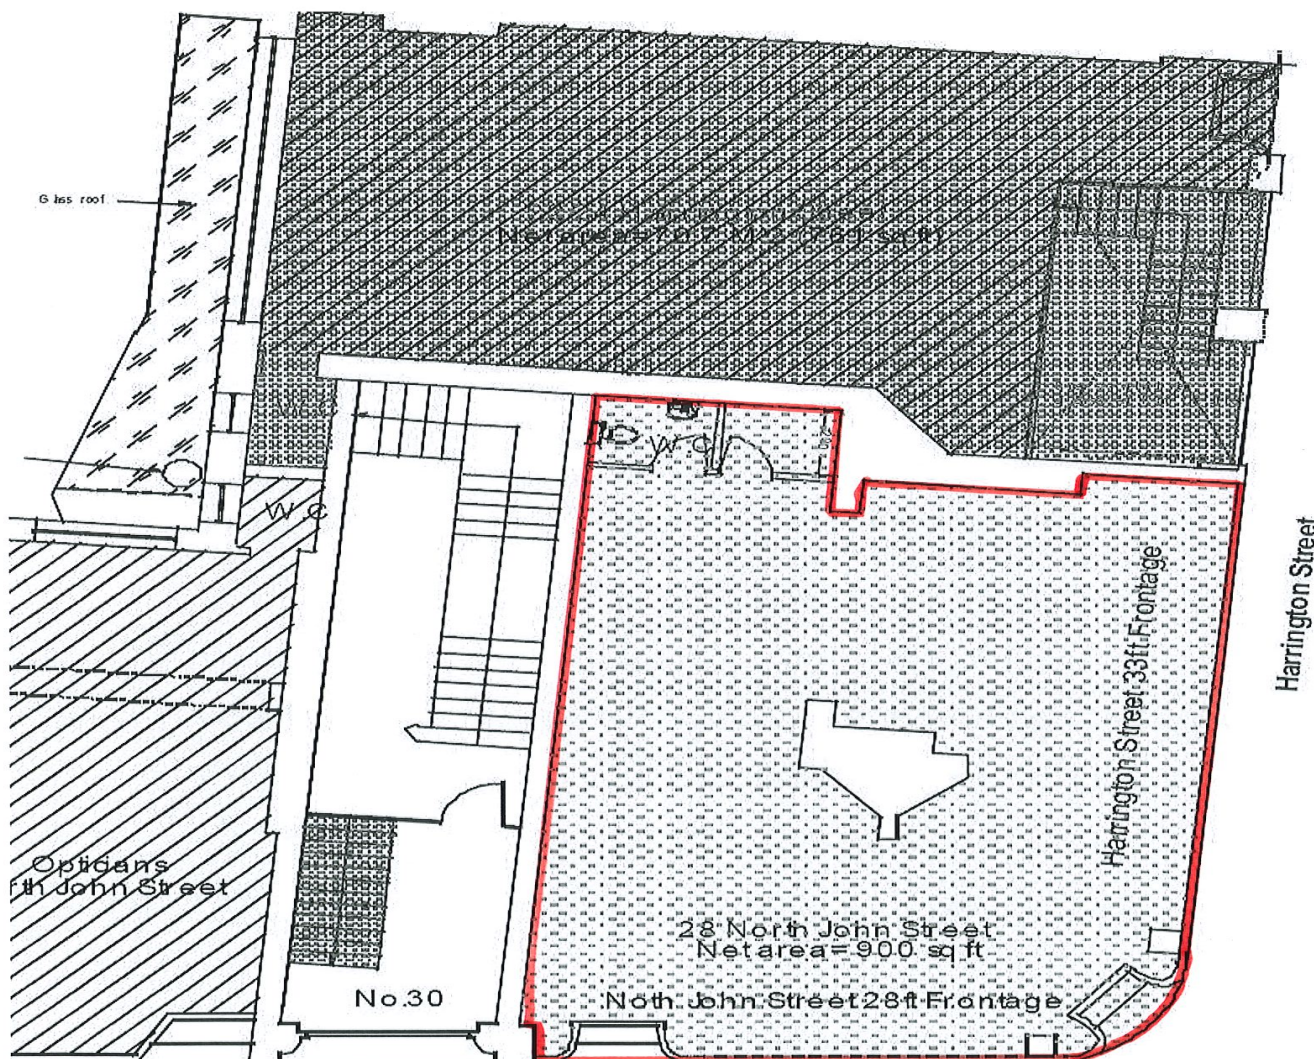 Glass roof
W.C
W.C
Harrington Street
Harrington Street 33ft Frontage
Opticians
rth John Street
28 North John Street
Net area = 900 sq ft
No.30
Noth John Street 28ft Frontage